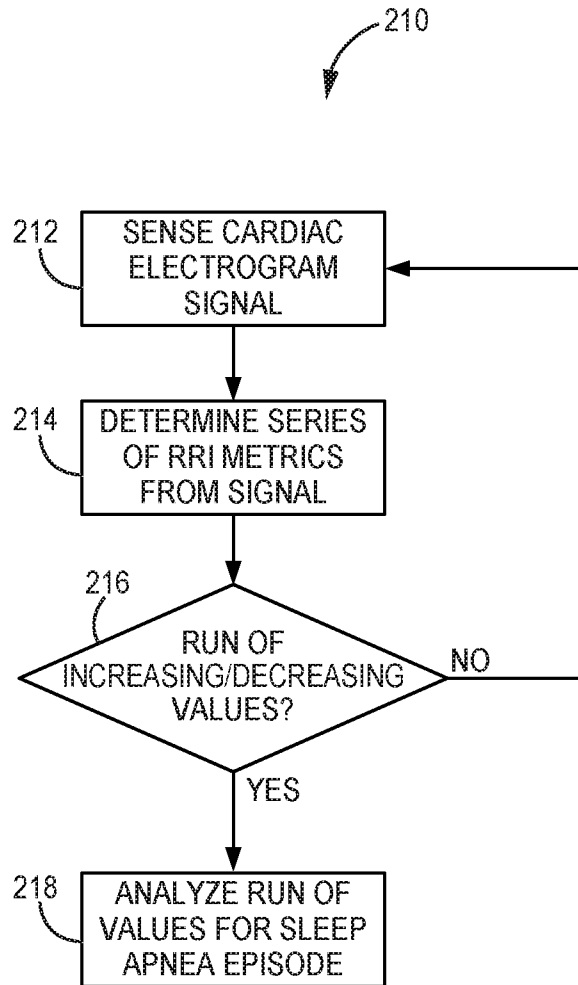 210
212
SENSE CARDIAC
ELECTROGRAM
SIGNAL
214
DETERMINE SERIES
OF RRI METRICS
FROM SIGNAL
216
RUN OF
INCREASING/DECREASING
VALUES?
NO
YES
218
ANALYZE RUN OF
VALUES FOR SLEEP
APNEA EPISODE